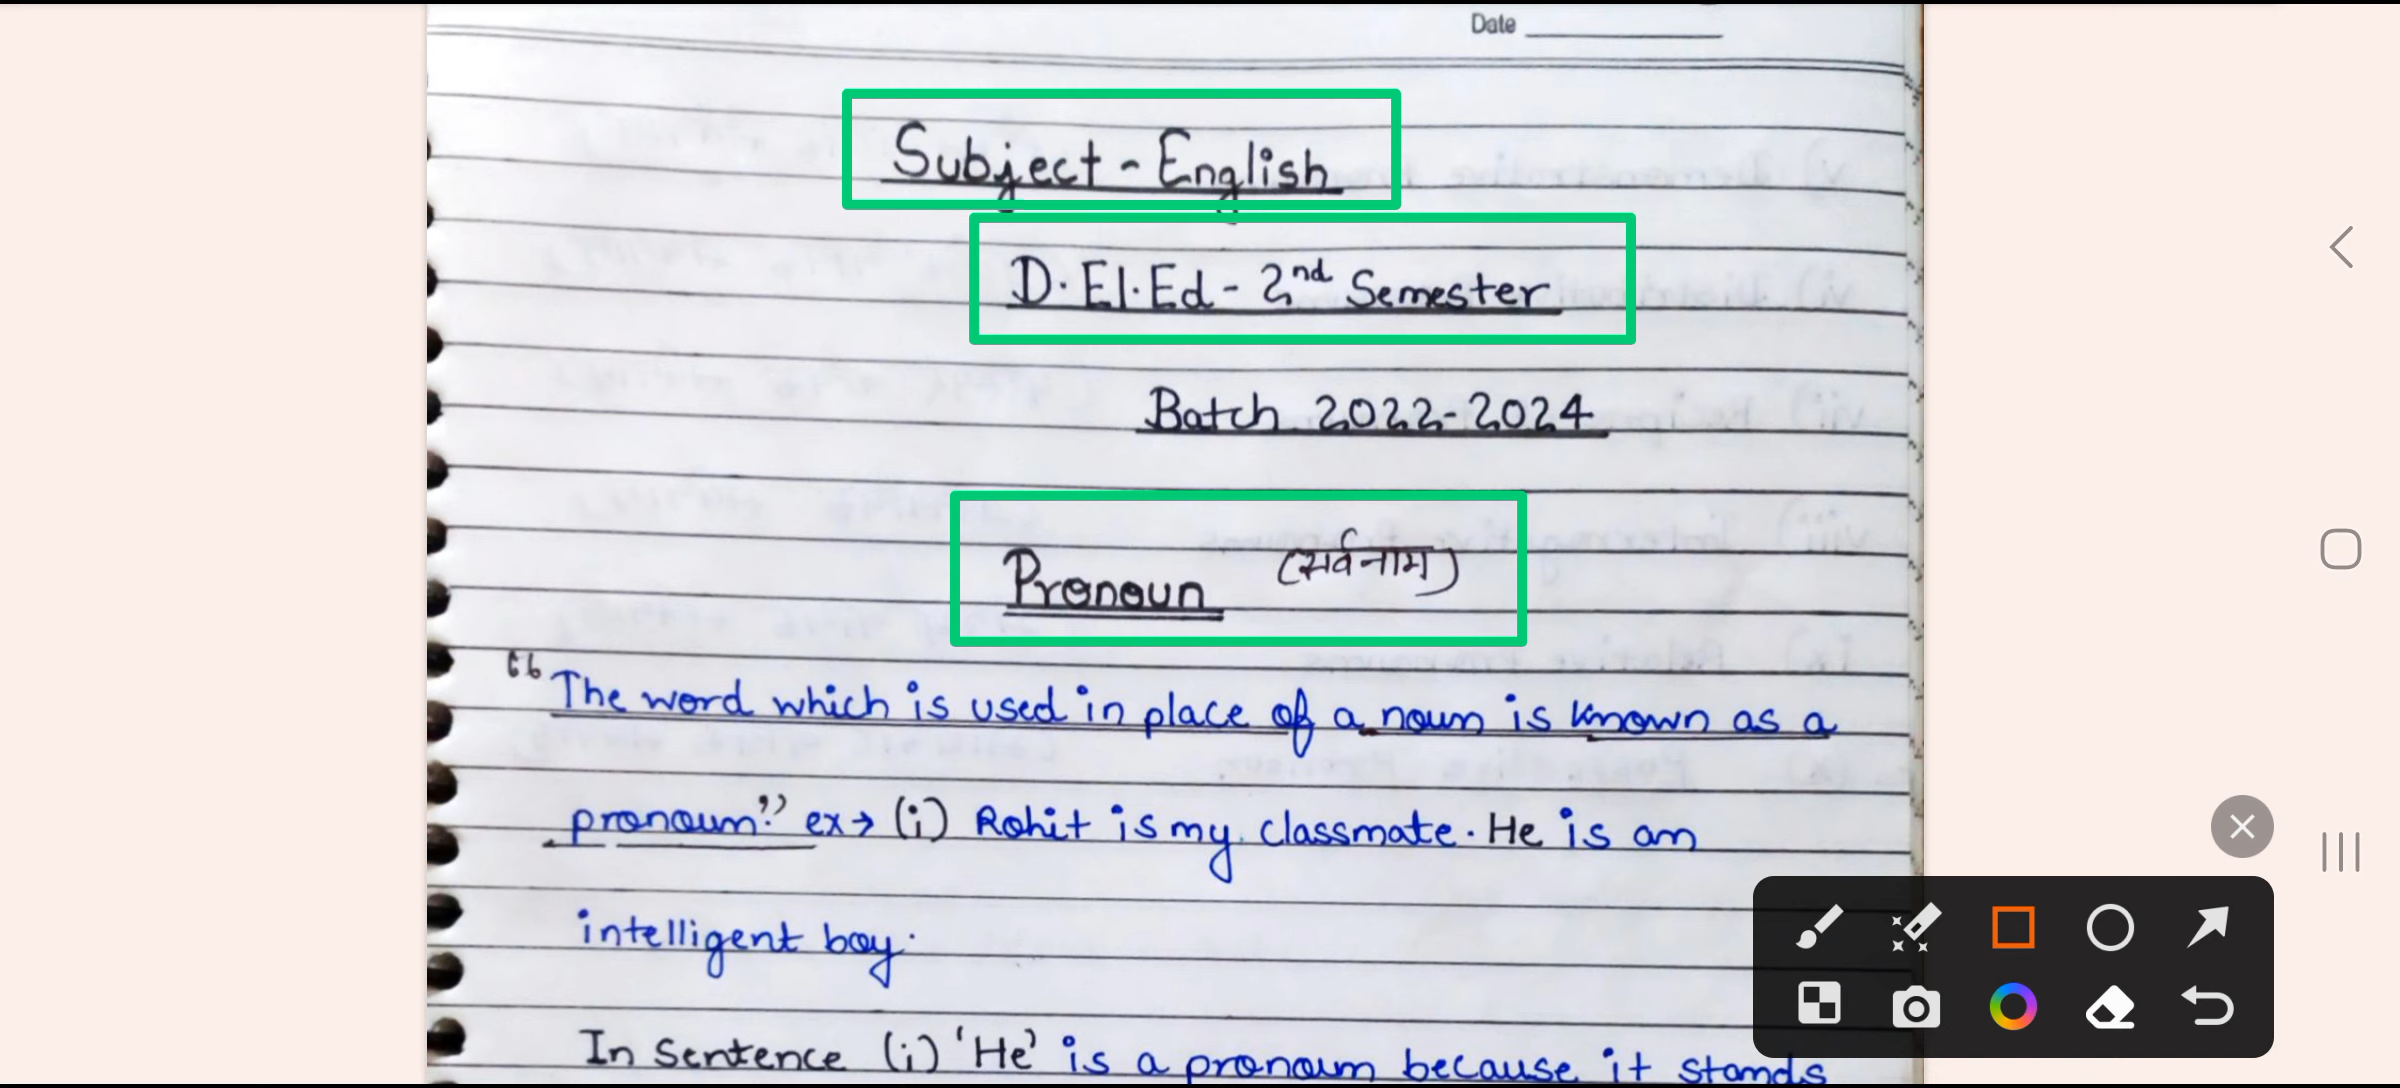 Date
Subject - English
D.El.Ed - 2nd Semester
Batch 2022-2024
Pronoun (सर्वनाम)
"The word which is used in place of a noun is known as a
pronoun." ex→ (i) Rohit is my classmate. He is an
intelligent boy.
In Sentence (i) 'He' is a pronoun because it stands